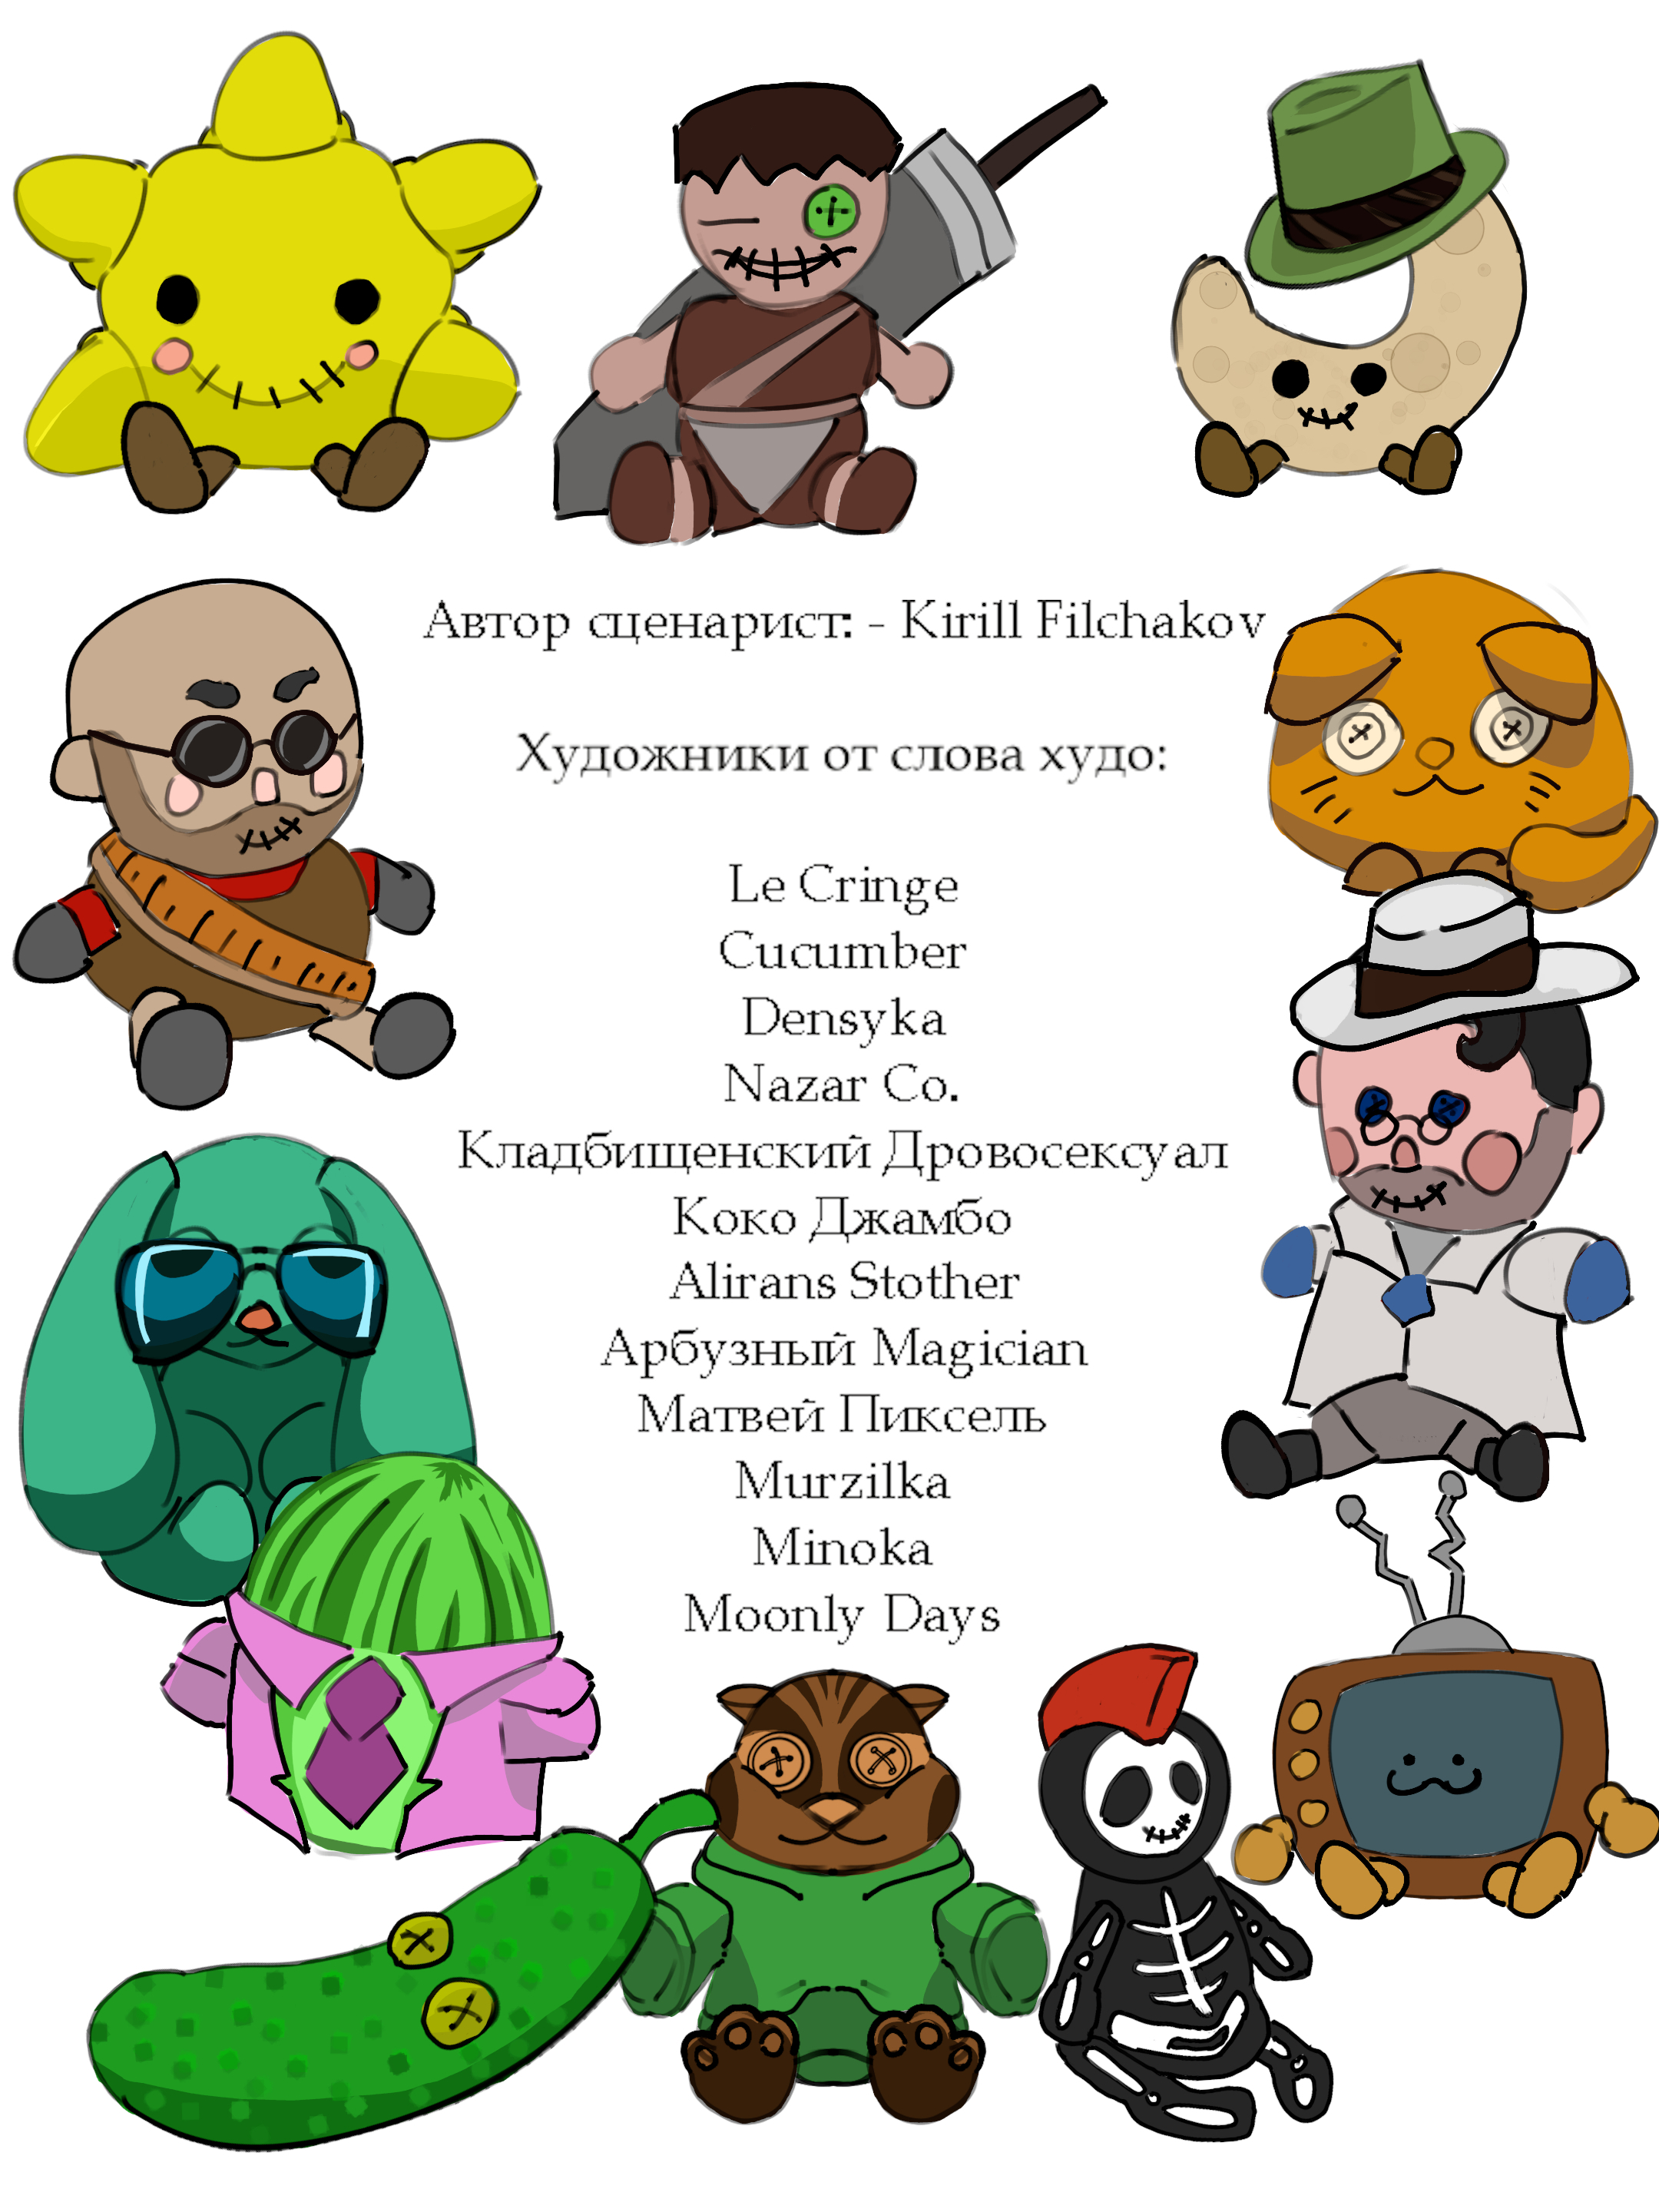 Автор сценарист: - Kirill Filchakov
Художники от слова худо:
Le Cringe
Cucumber
Densyka
Nazar Co.
Кладбищенский Дровосексуал
Коко Джамбо
Alirans Stother
Арбузный Magician
Матвей Пиксель
Murzilka
Minoka
Moonly Days